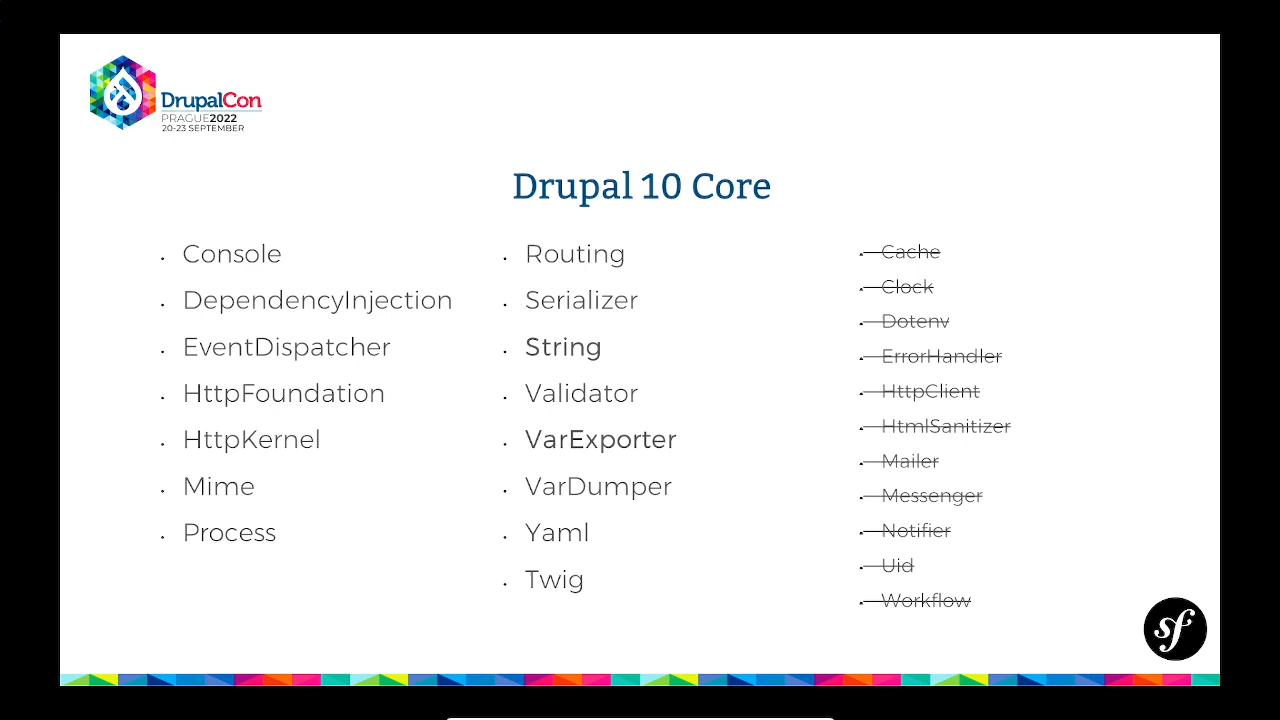 DrupalCon
PRAGUE2022
20-23 SEPTEMBER
Drupal 10 Core
Console
DependencyInjection
EventDispatcher
HttpFoundation
HttpKernel
Mime
Process
Routing
Serializer
String
Validator
VarExporter
VarDumper
Yaml
Twig
Cache
Clock
Dotenv
ErrorHandler
HttpClient
HtmlSanitizer
Mailer
Messenger
Notifier
Uid
Workflow
sf